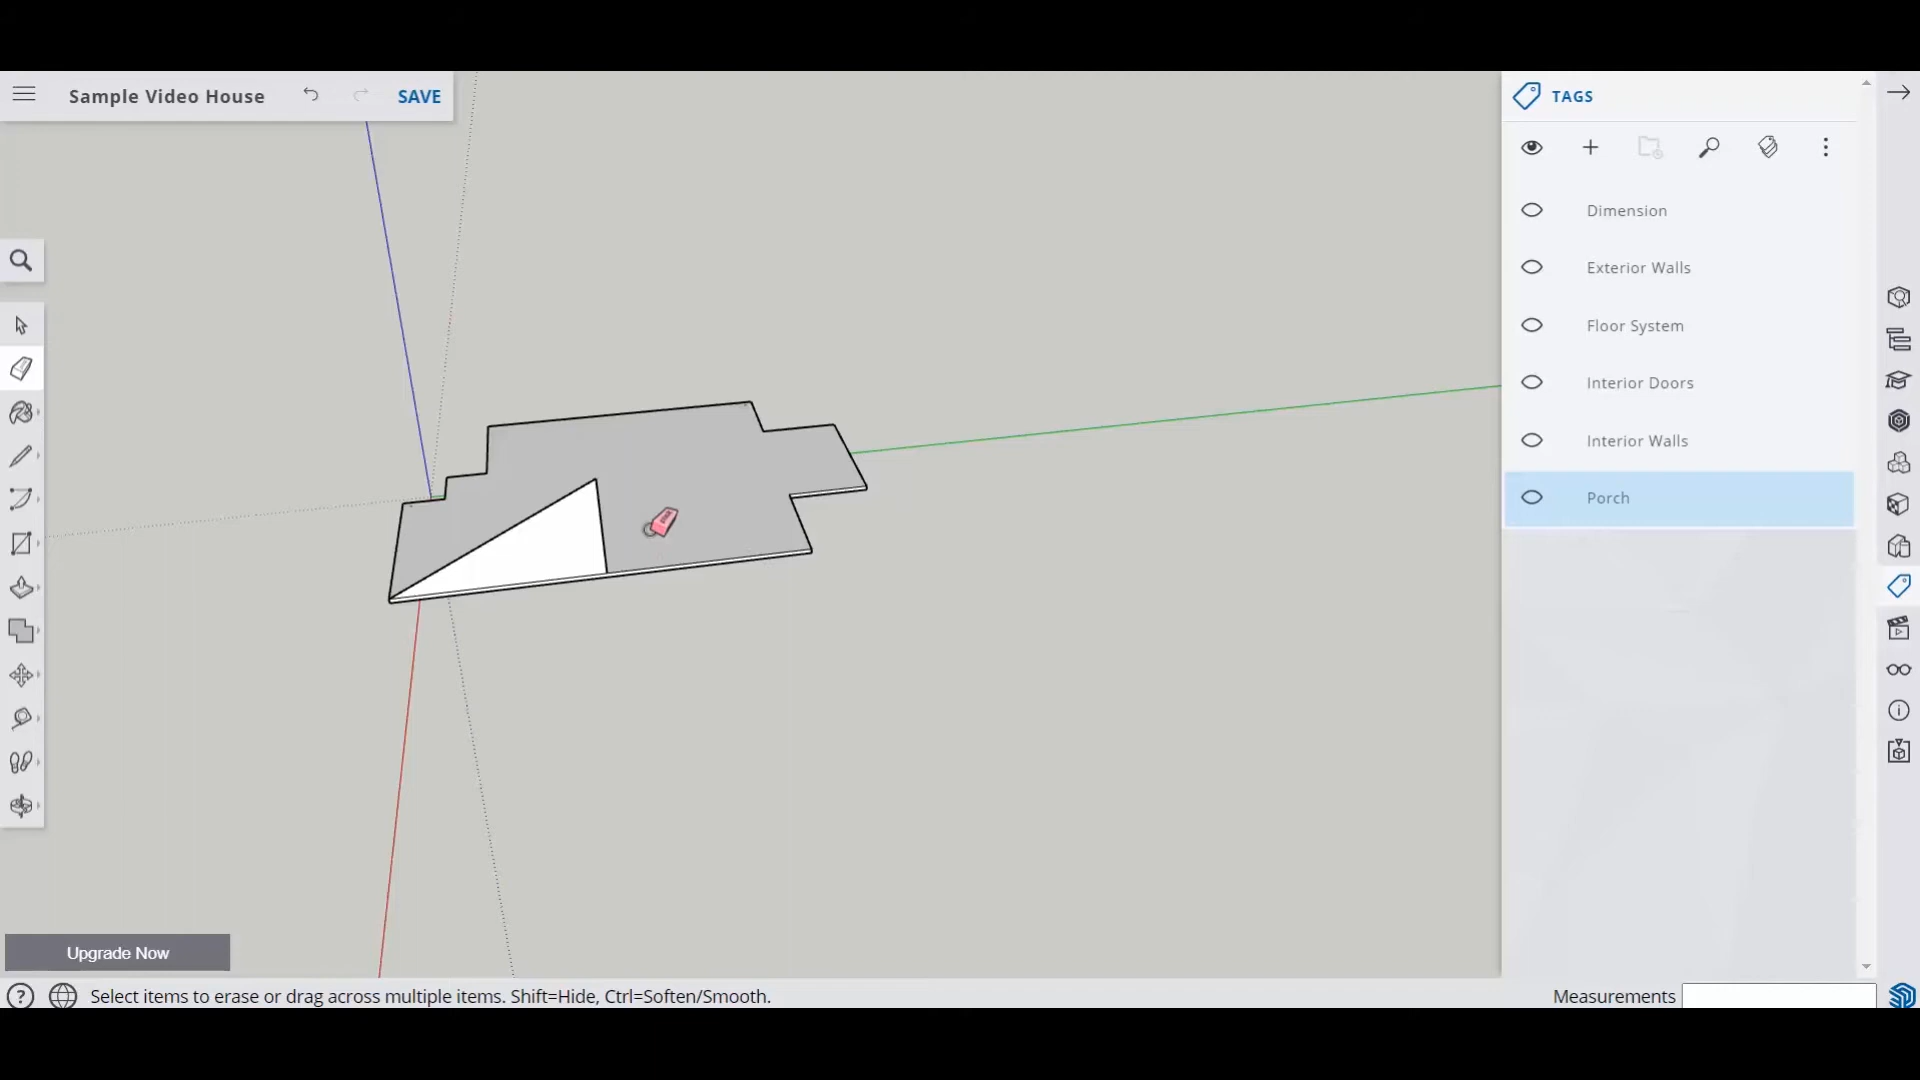 Sample Video House
SAVE
TAGS
Dimension
Exterior Walls
Floor System
Interior Doors
Interior Walls
Porch
Upgrade Now
Select items to erase or drag across multiple items. Shift=Hide, Ctrl=Soften/Smooth.
Measurements